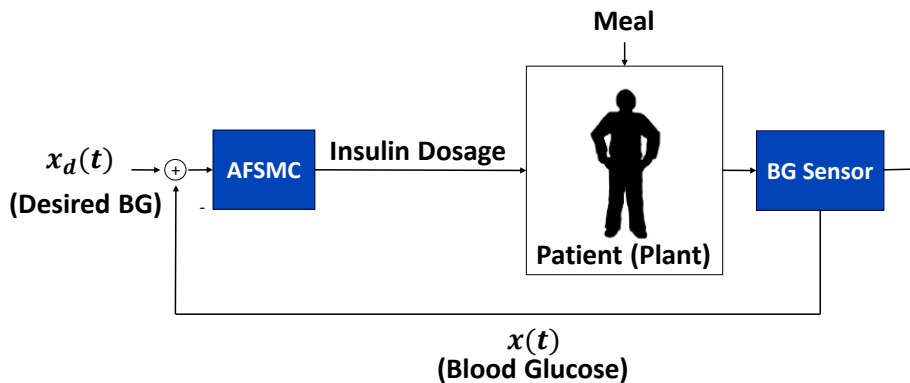 Meal
x_d(t)
(Desired BG)
+
-
AFSMC
Insulin Dosage
Patient (Plant)
BG Sensor
x(t)
(Blood Glucose)